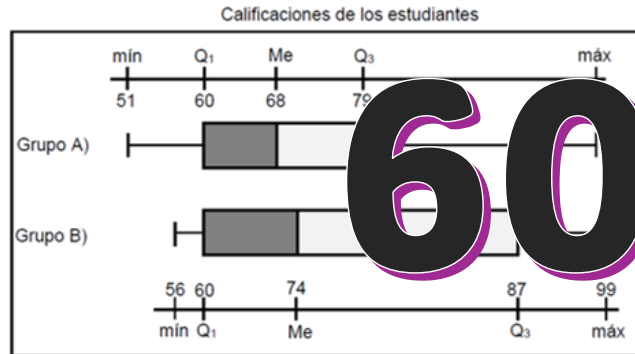 Calificaciones de los estudiantes
mín Q₁ Me Q₃ máx
51 60 68 79
Grupo A)
60
Grupo B)
56 60 74 87 99
mín Q₁ Me Q₃ máx